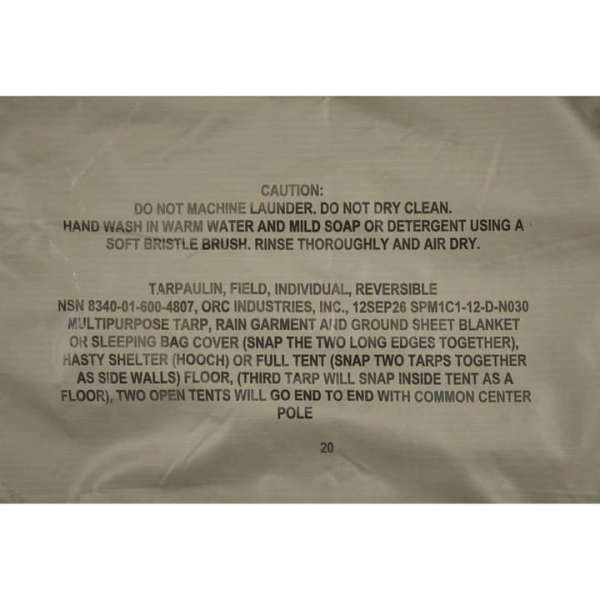 CAUTION:
DO NOT MACHINE LAUNDER. DO NOT DRY CLEAN.
HAND WASH IN WARM WATER AND MILD SOAP OR DETERGENT USING A
SOFT BRISTLE BRUSH. RINSE THOROUGHLY AND AIR DRY.
TARPAULIN, FIELD, INDIVIDUAL, REVERSIBLE
NSN 8340-01-600-4807, ORC INDUSTRIES, INC., 12SEP26 SPM1C1-12-D-N030
MULTIPURPOSE TARP, RAIN GARMENT AND GROUND SHEET BLANKET
OR SLEEPING BAG COVER (SNAP THE TWO LONG EDGES TOGETHER),
HASTY SHELTER (HOOCH) OR FULL TENT (SNAP TWO TARPS TOGETHER
AS SIDE WALLS) FLOOR, (THIRD TARP WILL SNAP INSIDE TENT AS A
FLOOR), TWO OPEN TENTS WILL GO END TO END WITH COMMON CENTER
POLE
20